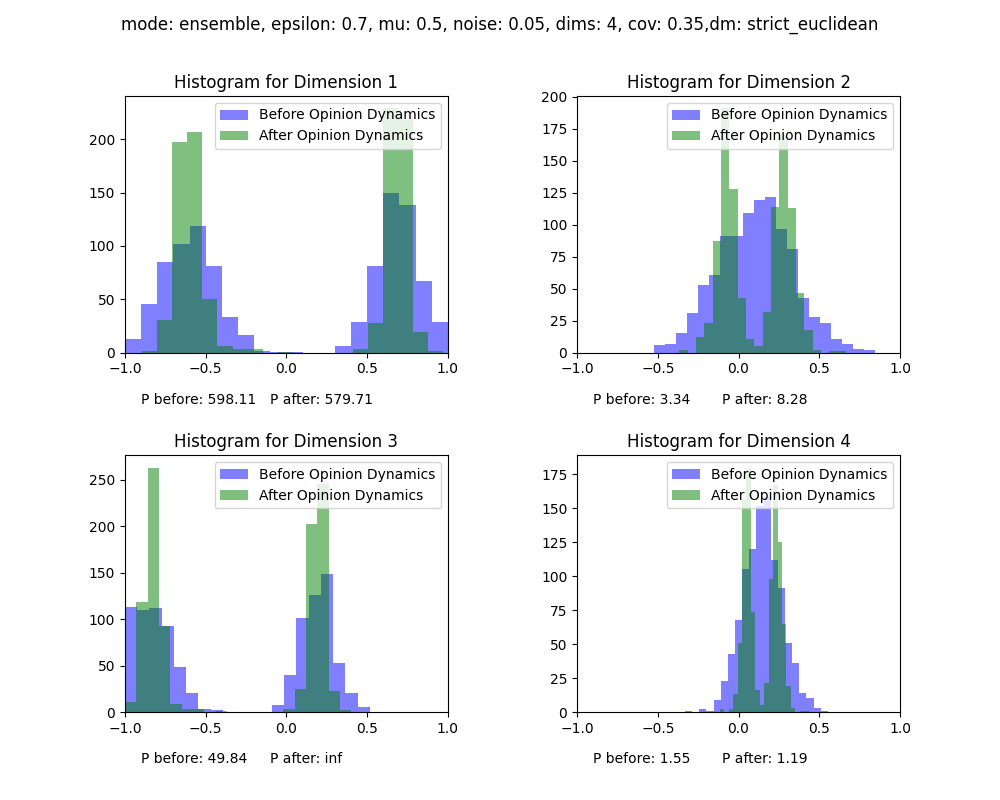 mode: ensemble, epsilon: 0.7, mu: 0.5, noise: 0.05, dims: 4, cov: 0.35,dm: strict_euclidean
Histogram for Dimension 1
Before Opinion Dynamics
After Opinion Dynamics
200
150
100
50
0
−1.0 −0.5 0.0 0.5 1.0
P before: 598.11 P after: 579.71
Histogram for Dimension 2
Before Opinion Dynamics
After Opinion Dynamics
200
175
150
125
100
75
50
25
0
−1.0 −0.5 0.0 0.5 1.0
P before: 3.34 P after: 8.28
Histogram for Dimension 3
Before Opinion Dynamics
After Opinion Dynamics
250
200
150
100
50
0
−1.0 −0.5 0.0 0.5 1.0
P before: 49.84 P after: inf
Histogram for Dimension 4
Before Opinion Dynamics
After Opinion Dynamics
175
150
125
100
75
50
25
0
−1.0 −0.5 0.0 0.5 1.0
P before: 1.55 P after: 1.19